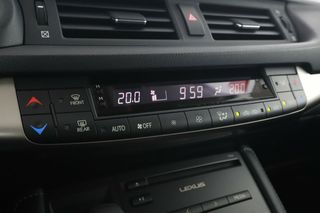 FRONT
20.0 9:59 20.0
REAR AUTO OFF
LEXUS